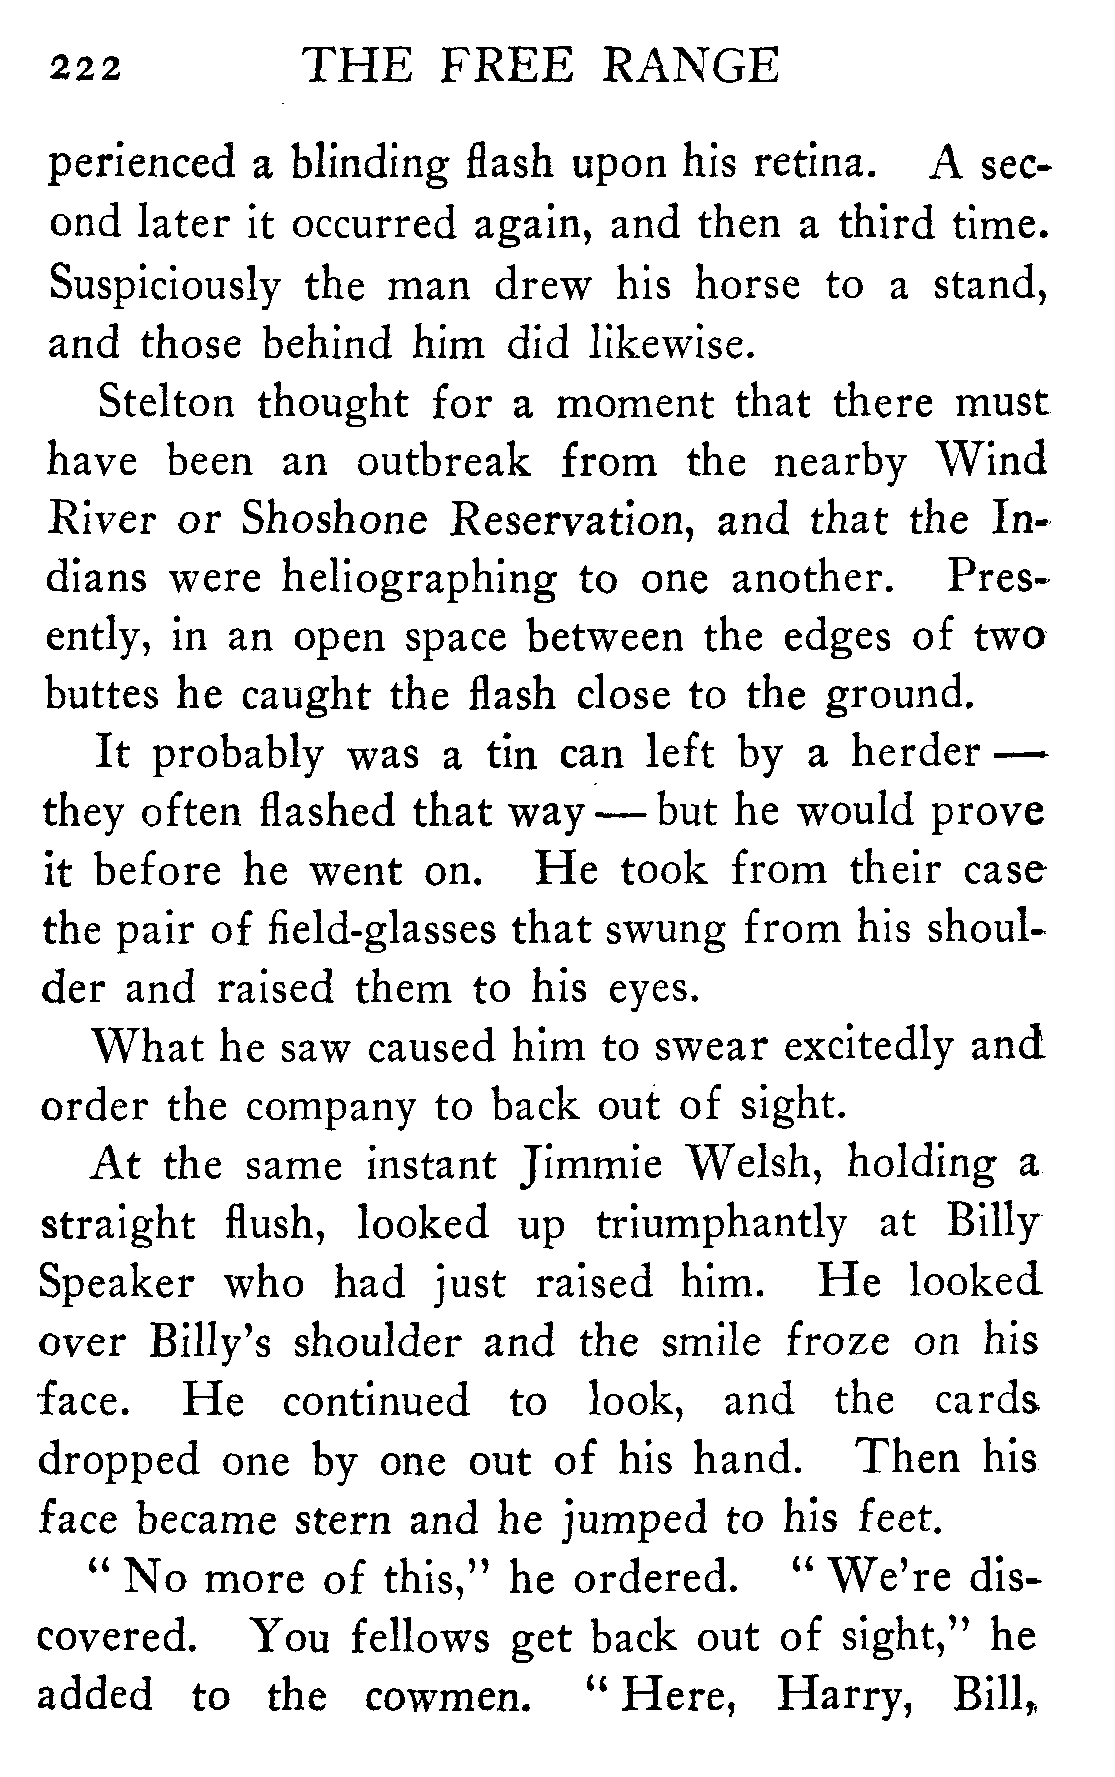 222 THE FREE RANGE
perienced a blinding flash upon his retina. A sec-
ond later it occurred again, and then a third time.
Suspiciously the man drew his horse to a stand,
and those behind him did likewise.
Stelton thought for a moment that there must
have been an outbreak from the nearby Wind
River or Shoshone Reservation, and that the In-
dians were heliographing to one another. Pres-
ently, in an open space between the edges of two
buttes he caught the flash close to the ground.
It probably was a tin can left by a herder —
they often flashed that way — but he would prove
it before he went on. He took from their case
the pair of field-glasses that swung from his shoul-
der and raised them to his eyes.
What he saw caused him to swear excitedly and
order the company to back out of sight.
At the same instant Jimmie Welsh, holding a
straight flush, looked up triumphantly at Billy
Speaker who had just raised him. He looked
over Billy's shoulder and the smile froze on his
face. He continued to look, and the cards
dropped one by one out of his hand. Then his
face became stern and he jumped to his feet.
" No more of this," he ordered. " We're dis-
covered. You fellows get back out of sight," he
added to the cowmen. " Here, Harry, Bill,